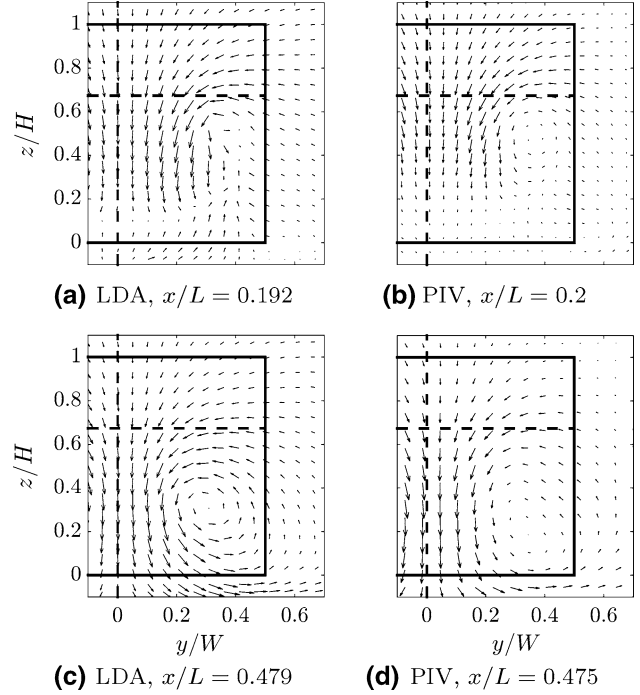 1
0.8
0.6
0.4
0.2
0
z/H
(a) LDA, x/L = 0.192
(b) PIV, x/L = 0.2
1
0.8
0.6
0.4
0.2
0
z/H
0 0.2 0.4 0.6
0 0.2 0.4 0.6
y/W
y/W
(c) LDA, x/L = 0.479
(d) PIV, x/L = 0.475